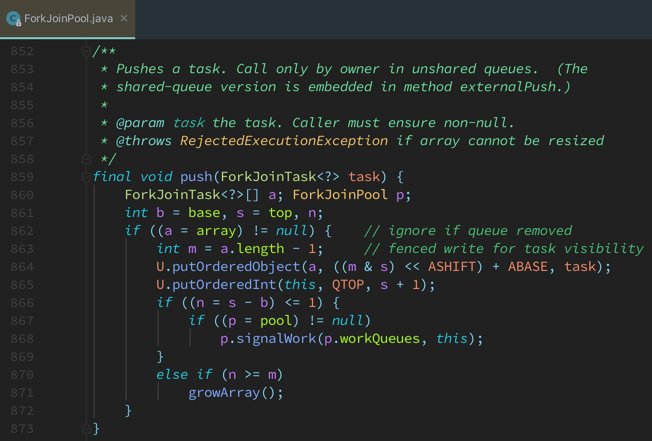 ForkJoinPool.java ×
852 /**
853 * Pushes a task. Call only by owner in unshared queues.  (The
854 * shared-queue version is embedded in method externalPush.)
855 *
856 * @param task the task. Caller must ensure non-null.
857 * @throws RejectedExecutionException if array cannot be resized
858 */
859 final void push(ForkJoinTask<?> task) {
860 ForkJoinTask<?>[] a; ForkJoinPool p;
861 int b = base, s = top, n;
862 if ((a = array) != null) {    // ignore if queue removed
863 int m = a.length - 1;     // fenced write for task visibility
864 U.putOrderedObject(a, ((m & s) << ASHIFT) + ABASE, task);
865 U.putOrderedInt(this, QTOP, s + 1);
866 if ((n = s - b) <= 1) {
867 if ((p = pool) != null)
868 p.signalWork(p.workQueues, this);
869 }
870 else if (n >= m)
871 growArray();
872 }
873 }